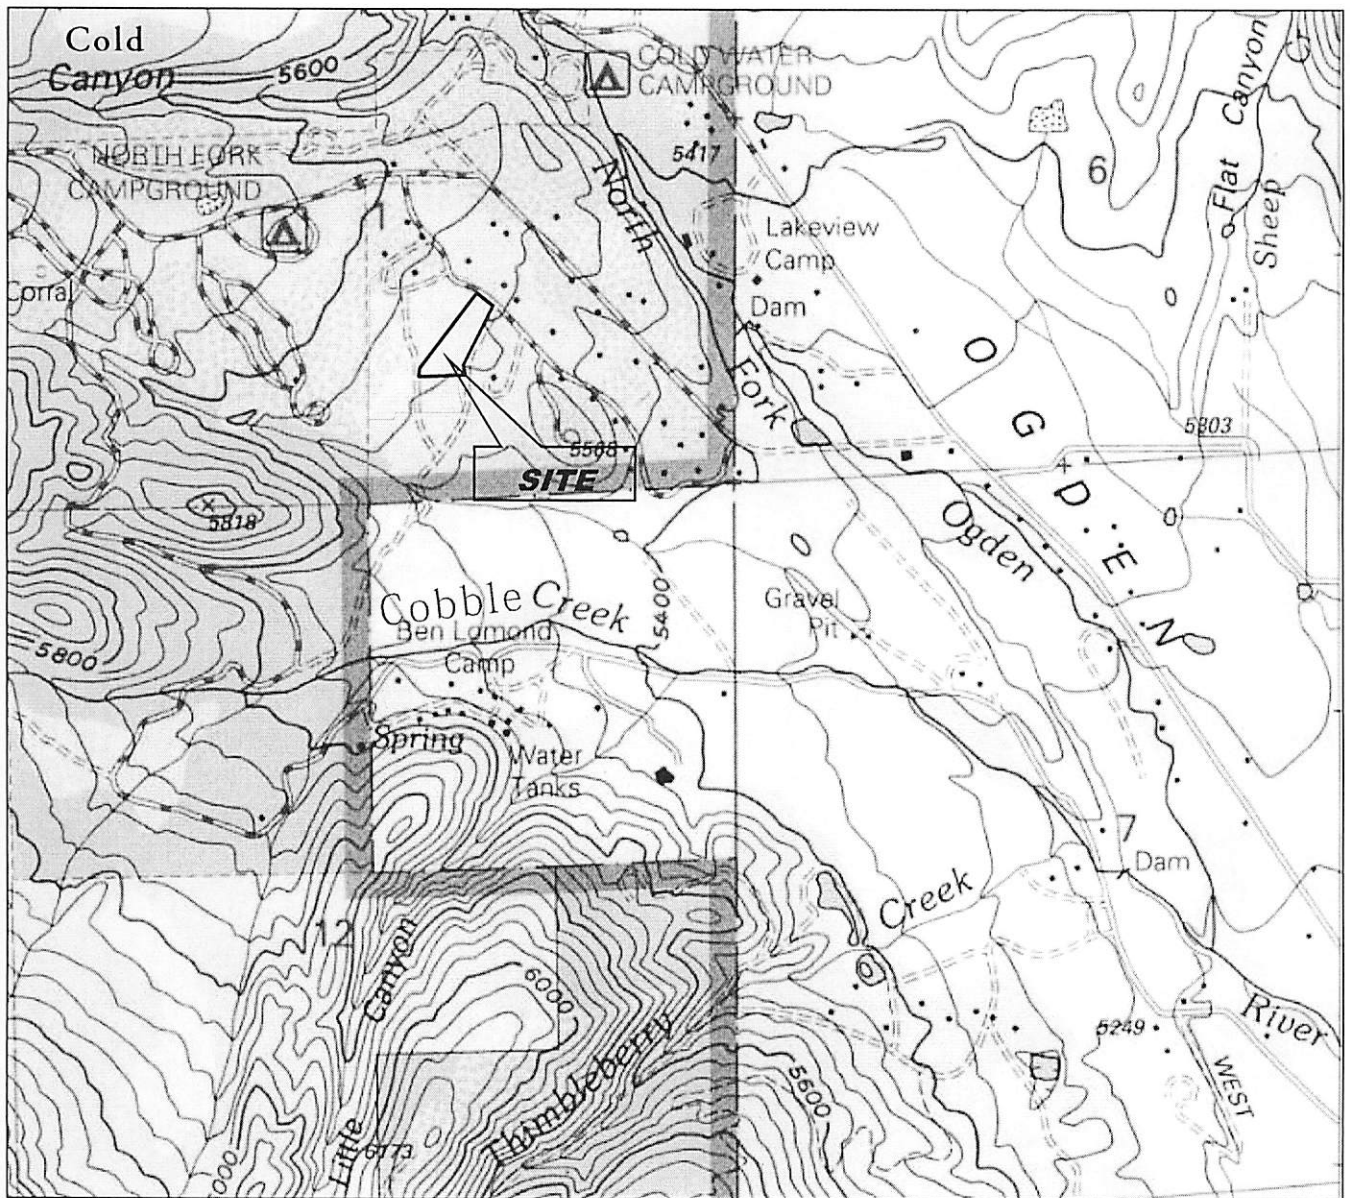 Cold
Canyon
5600
COLD WATER
CAMPGROUND
Flat Canyon
5417
6
NORTH FORK
CAMPGROUND
1
North
Fork
Lakeview
Camp
Sheep
Corral
Dam
OGDEN
5303
5568
SITE
5818
Ogden
Cobble Creek
Ben Lomond
Camp
5400
Gravel
Pit
5800
Spring
Water
Tanks
7
Dam
Creek
12
Canyon
6000
River
5249
WEST
Thimbleberry
5600
Little
6173